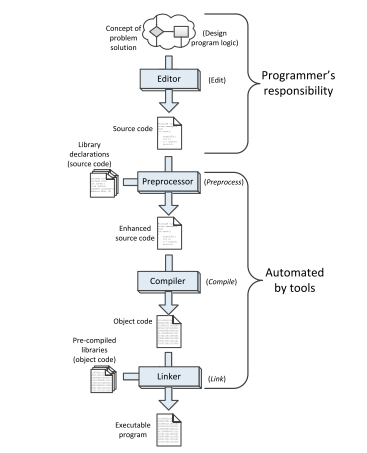 Concept of
problem
solution
(Design
program logic)
Editor
(Edit)
Programmer's
responsibility
Source code
Library
declarations
(source code)
Preprocessor
(Preprocess)
Enhanced
source code
Compiler
(Compile)
Automated
by tools
Object code
Pre-compiled
libraries
(object code)
Linker
(Link)
Executable
program